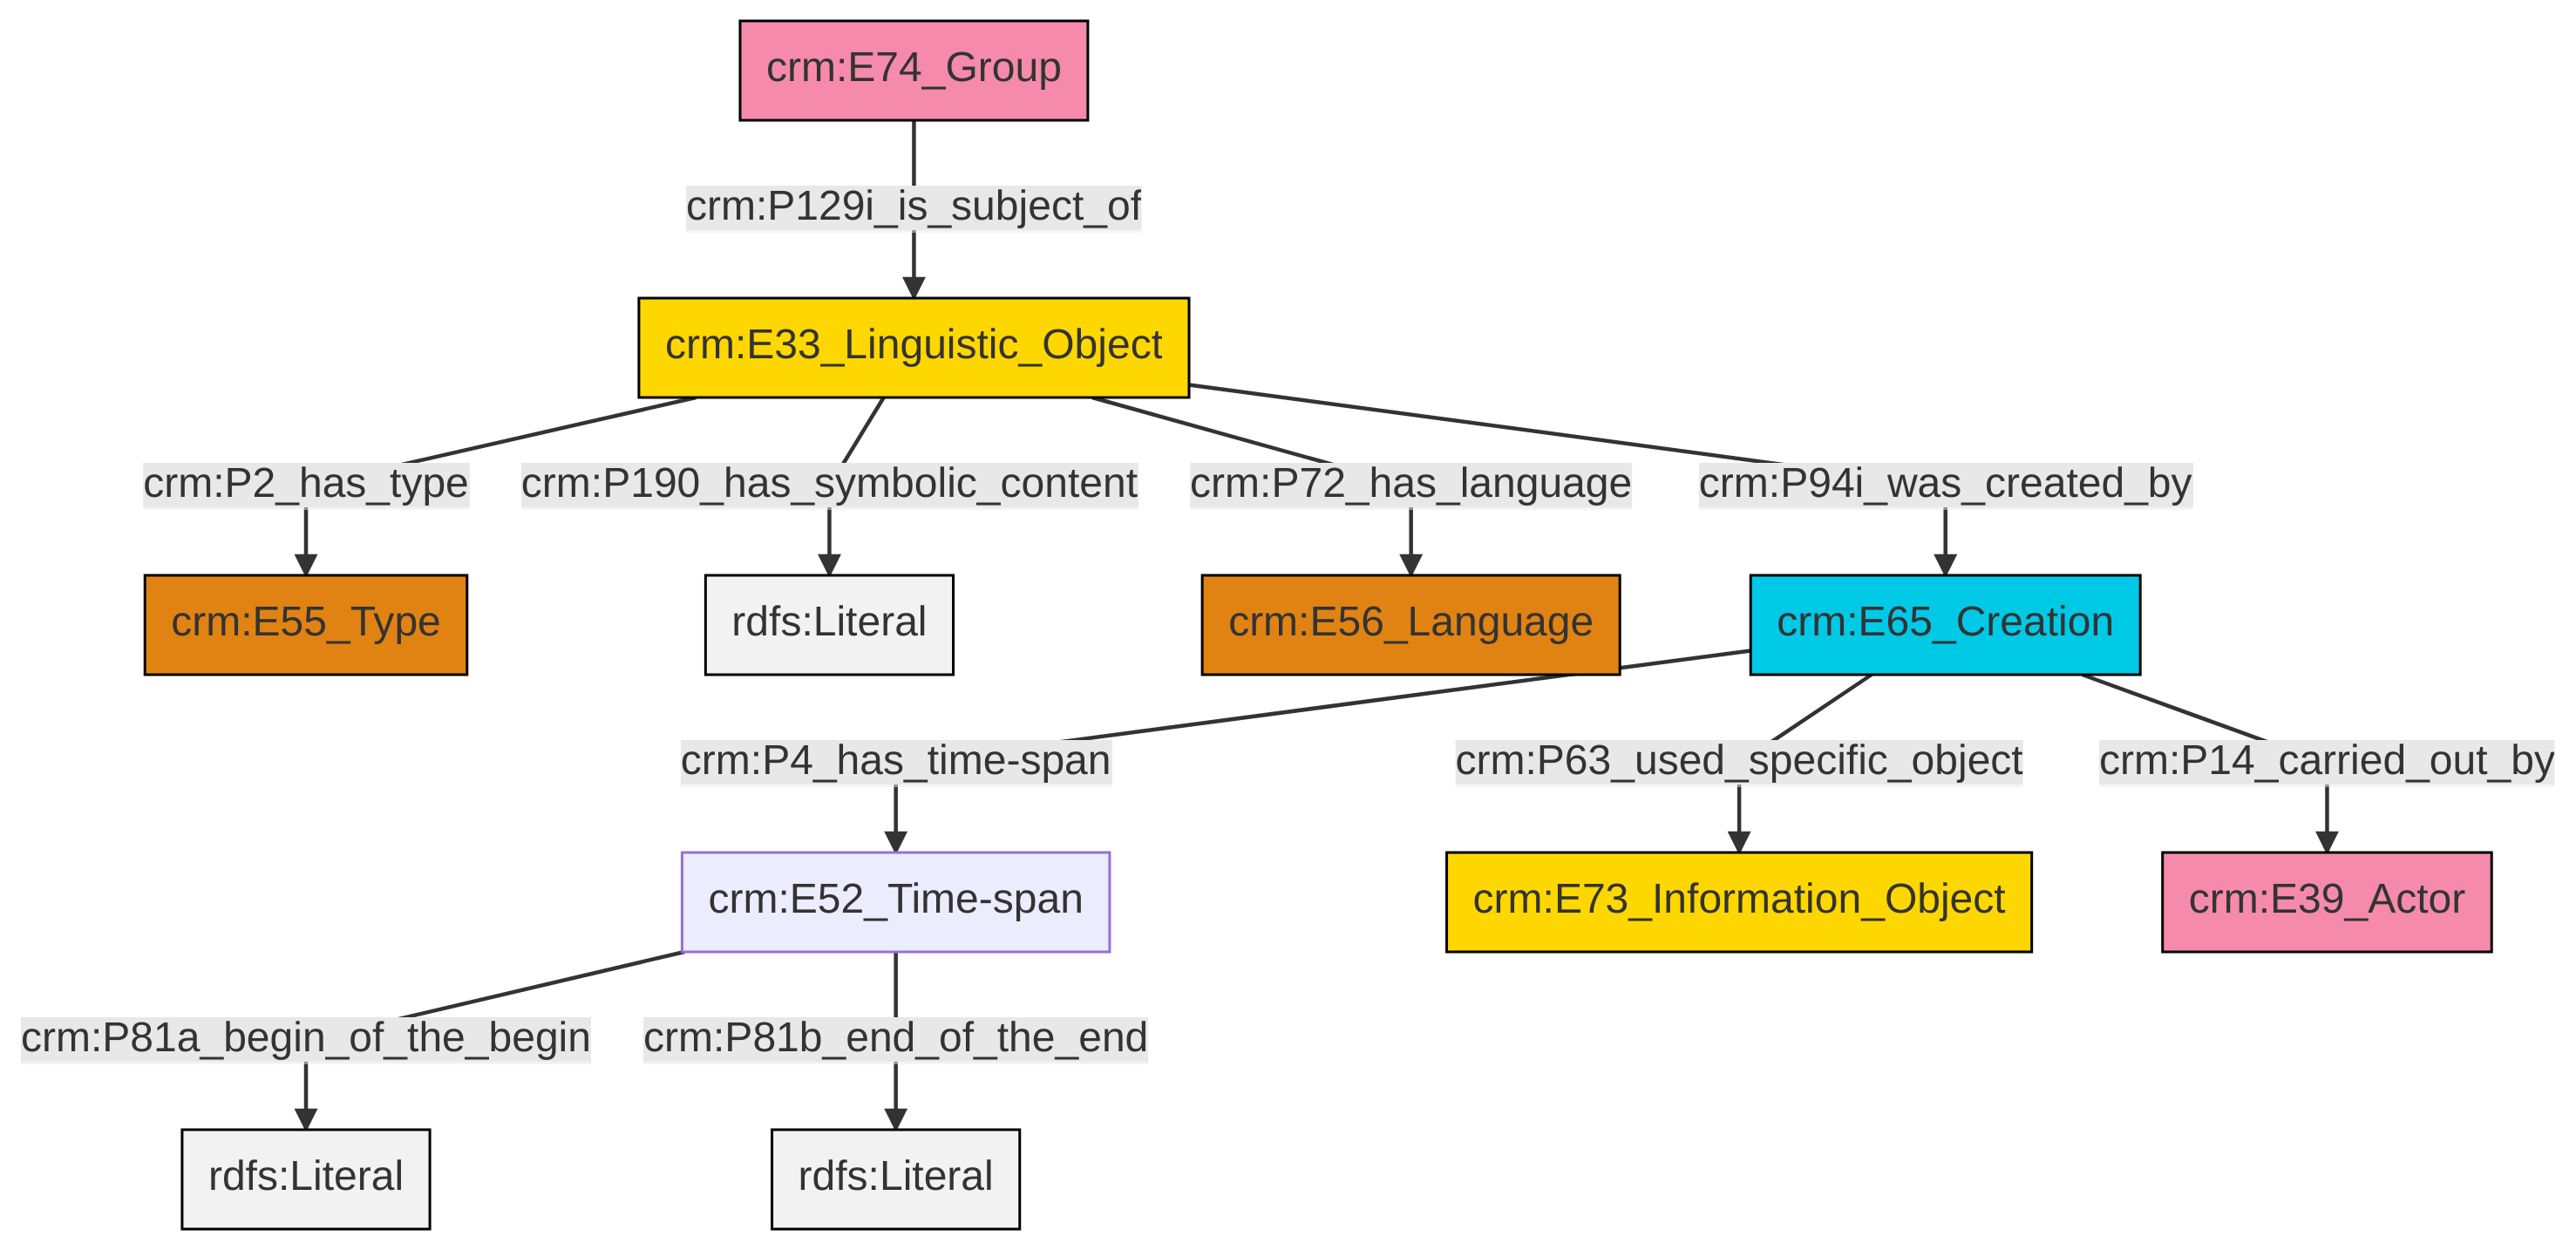 crm:E74_Group
crm:P129i_is_subject_of
crm:E33_Linguistic_Object
crm:P2_has_type
crm:P190_has_symbolic_content
crm:P72_has_language
crm:P94i_was_created_by
crm:E55_Type
rdfs:Literal
crm:E56_Language
crm:E65_Creation
crm:P4_has_time-span
crm:P63_used_specific_object
crm:P14_carried_out_by
crm:E52_Time-span
crm:E73_Information_Object
crm:E39_Actor
crm:P81a_begin_of_the_begin
crm:P81b_end_of_the_end
rdfs:Literal
rdfs:Literal